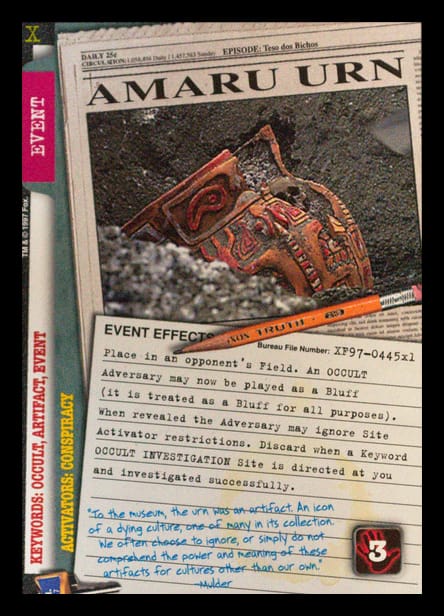 X
EVENT
TM & © 1997 Fox.
KEYWORDS: OCCULT, ARTIFACT, EVENT
ACTIVATORS: CONSPIRACY
DAILY 25¢
EPISODE: Teso dos Bichos
AMARU URN
TRUTH
EVENT EFFECTS
Bureau File Number: XF97-0445x1
Place in an opponent's Field. An OCCULT
Adversary may now be played as a Bluff
(it is treated as a Bluff for all purposes).
When revealed the Adversary may ignore Site
Activator restrictions. Discard when a Keyword
OCCULT INVESTIGATION Site is directed at you
and investigated successfully.
"To the museum, the urn was an artifact. An icon
of a dying culture, one of many in its collection.
We often choose to ignore, or simply do not
comprehend the power and meaning of these
artifacts for cultures other than our own."
—Mulder
3